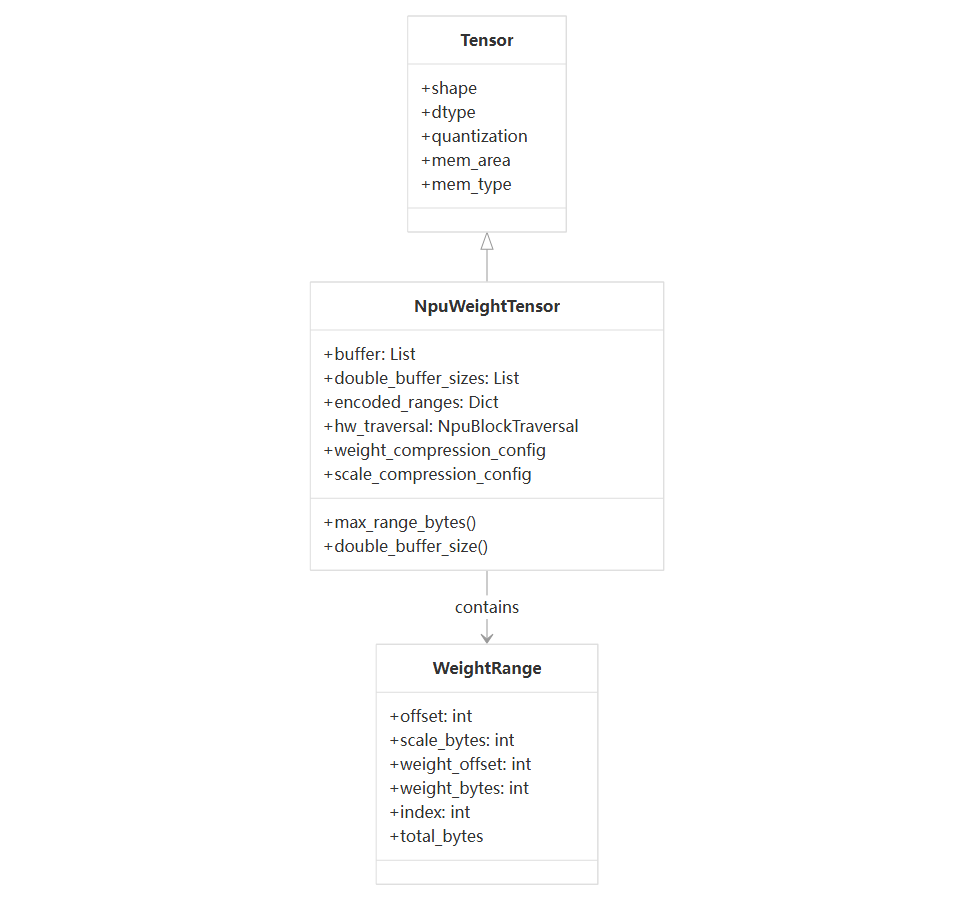 Tensor
+shape
+dtype
+quantization
+mem_area
+mem_type
NpuWeightTensor
+buffer: List
+double_buffer_sizes: List
+encoded_ranges: Dict
+hw_traversal: NpuBlockTraversal
+weight_compression_config
+scale_compression_config
+max_range_bytes()
+double_buffer_size()
contains
WeightRange
+offset: int
+scale_bytes: int
+weight_offset: int
+weight_bytes: int
+index: int
+total_bytes